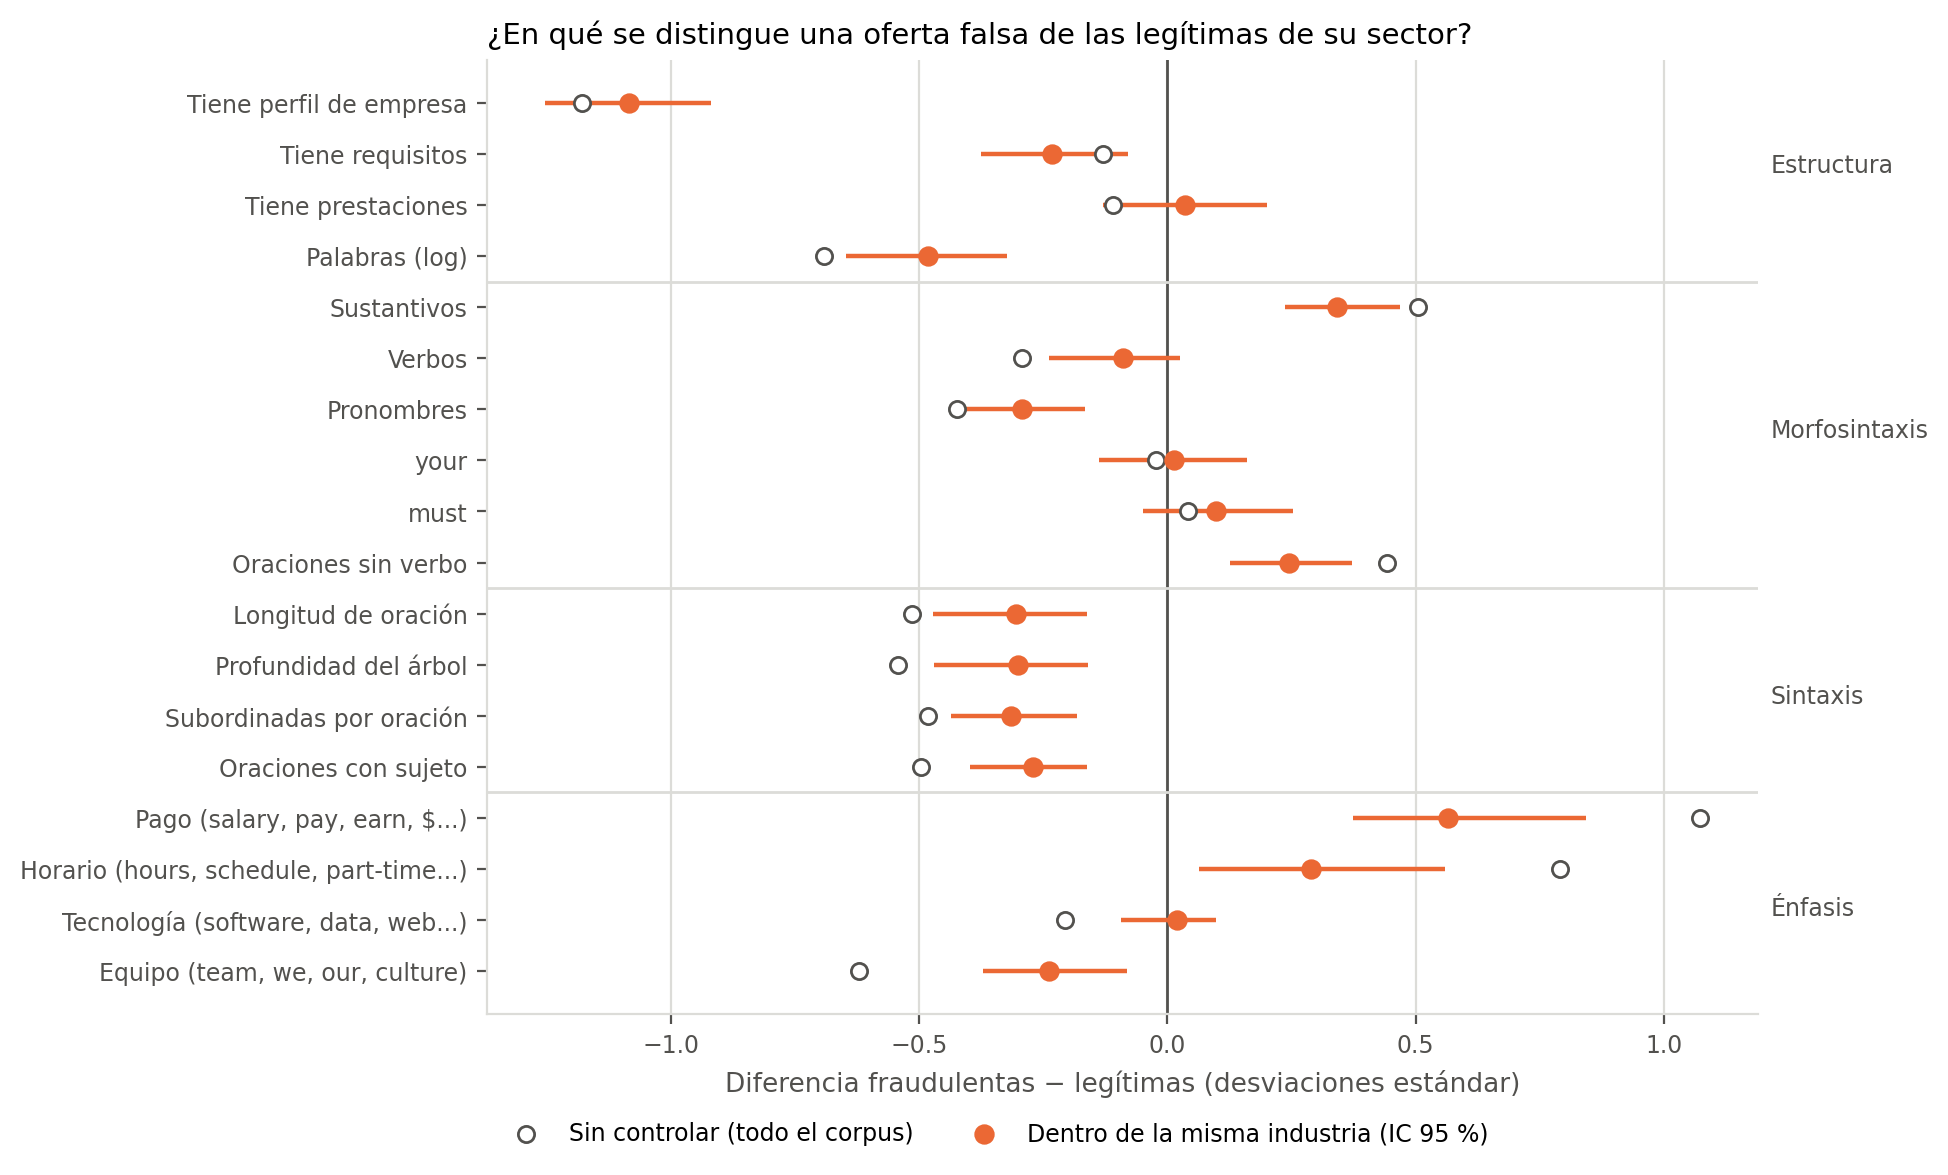 ¿En qué se distingue una oferta falsa de las legítimas de su sector?
Tiene perfil de empresa
Tiene requisitos
Tiene prestaciones
Palabras (log)
Sustantivos
Verbos
Pronombres
your
must
Oraciones sin verbo
Longitud de oración
Profundidad del árbol
Subordinadas por oración
Oraciones con sujeto
Pago (salary, pay, earn, $...)
Horario (hours, schedule, part-time...)
Tecnología (software, data, web...)
Equipo (team, we, our, culture)
Estructura
Morfosintaxis
Sintaxis
Énfasis
−1.0 −0.5 0.0 0.5 1.0
Diferencia fraudulentas − legítimas (desviaciones estándar)
Sin controlar (todo el corpus) Dentro de la misma industria (IC 95 %)